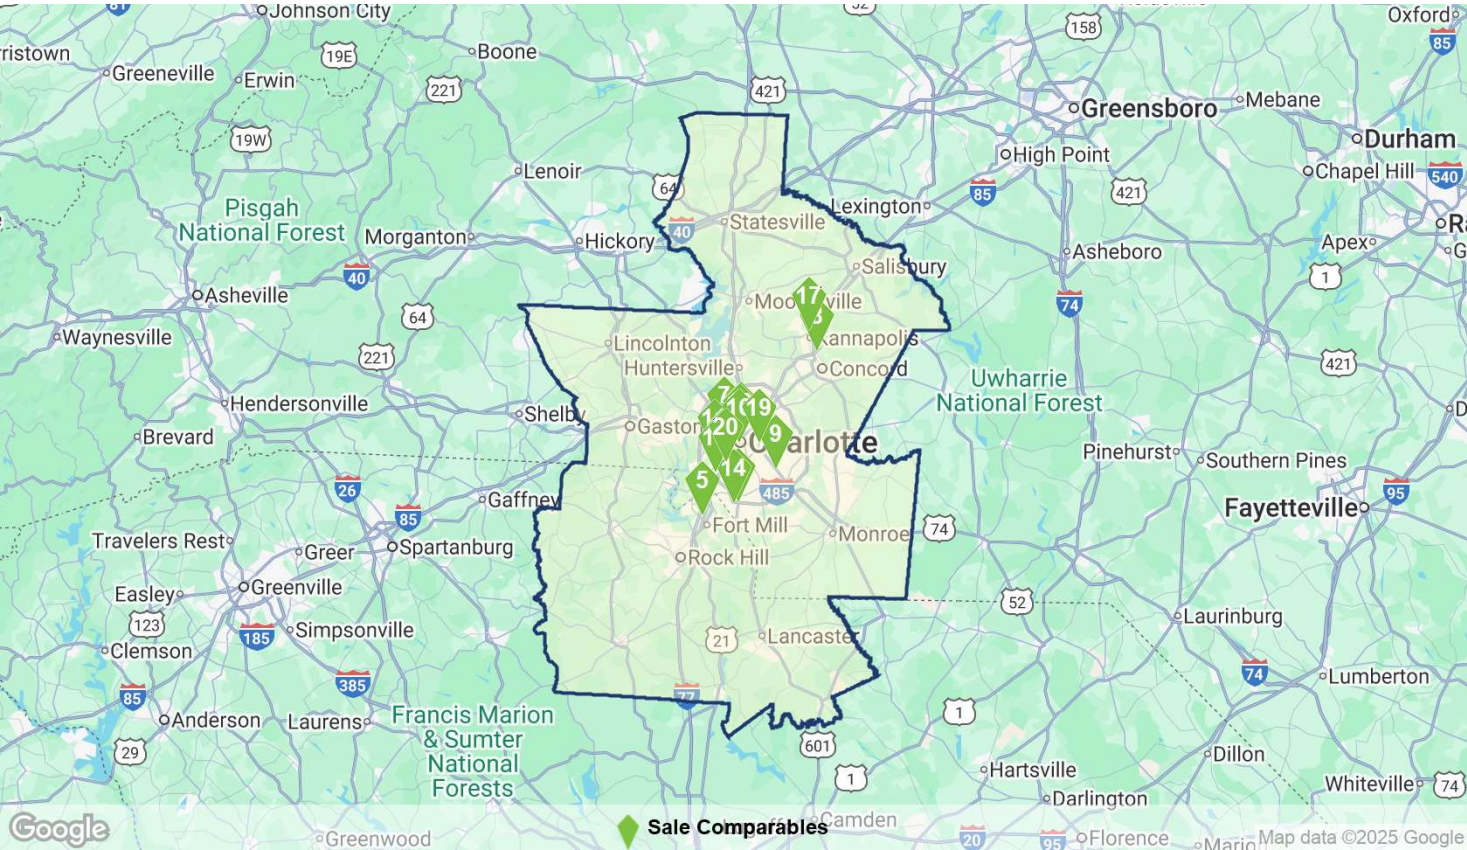 81
Johnson City
52
158
Oxford
85
rristown
19E
Boone
Greeneville
Erwin
221
421
Greensboro
Mebane
19W
Durham
High Point
Lenoir
64
85
421
Chapel Hill
540
Pisgah
National Forest
Lexington
Statesville
40
Morganton
Hickory
Apex
Asheboro
Salisbury
1
40
Asheville
17
74
64
Waynesville
221
Lincolnton
Kannapolis
421
Huntersville
Concord
Uwharrie
National Forest
Hendersonville
7
19
Shelby
20
9
Brevard
Charlotte
Pinehurst
Southern Pines
14
5
26
485
95
Gaffney
85
Fayetteville
Fort Mill
74
Monroe
Travelers Rest
Greer
Spartanburg
Rock Hill
Greenville
Easley
52
123
Laurinburg
185
Simpsonville
21
Lancaster
Clemson
74
Lumberton
85
385
77
Anderson
Laurens
Francis Marion
& Sumter
National
Forests
1
601
29
Dillon
Hartsville
1
Whiteville
74
Darlington
Camden
Google
Sale Comparables
Greenwood
20
95
Florence
Map data ©2025 Google